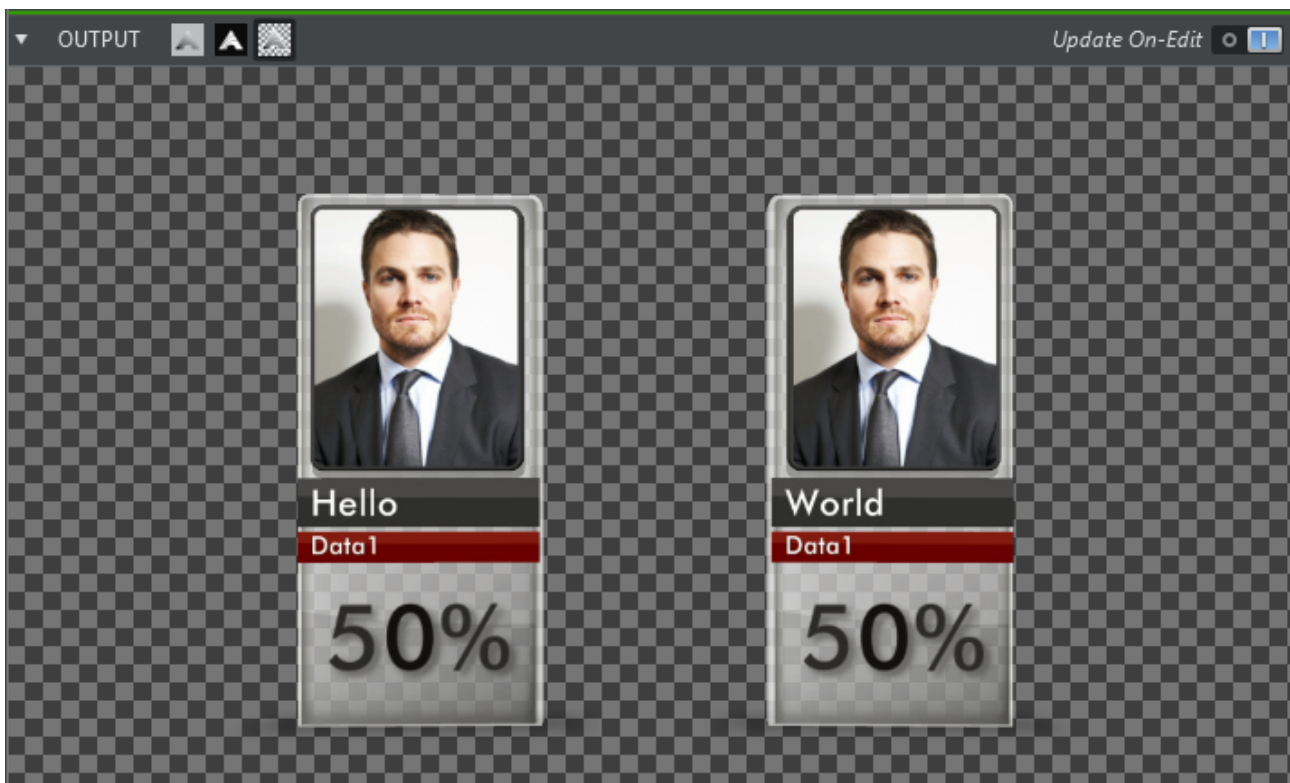 OUTPUT
Update On-Edit
Hello
World
Data1
Data1
50%
50%